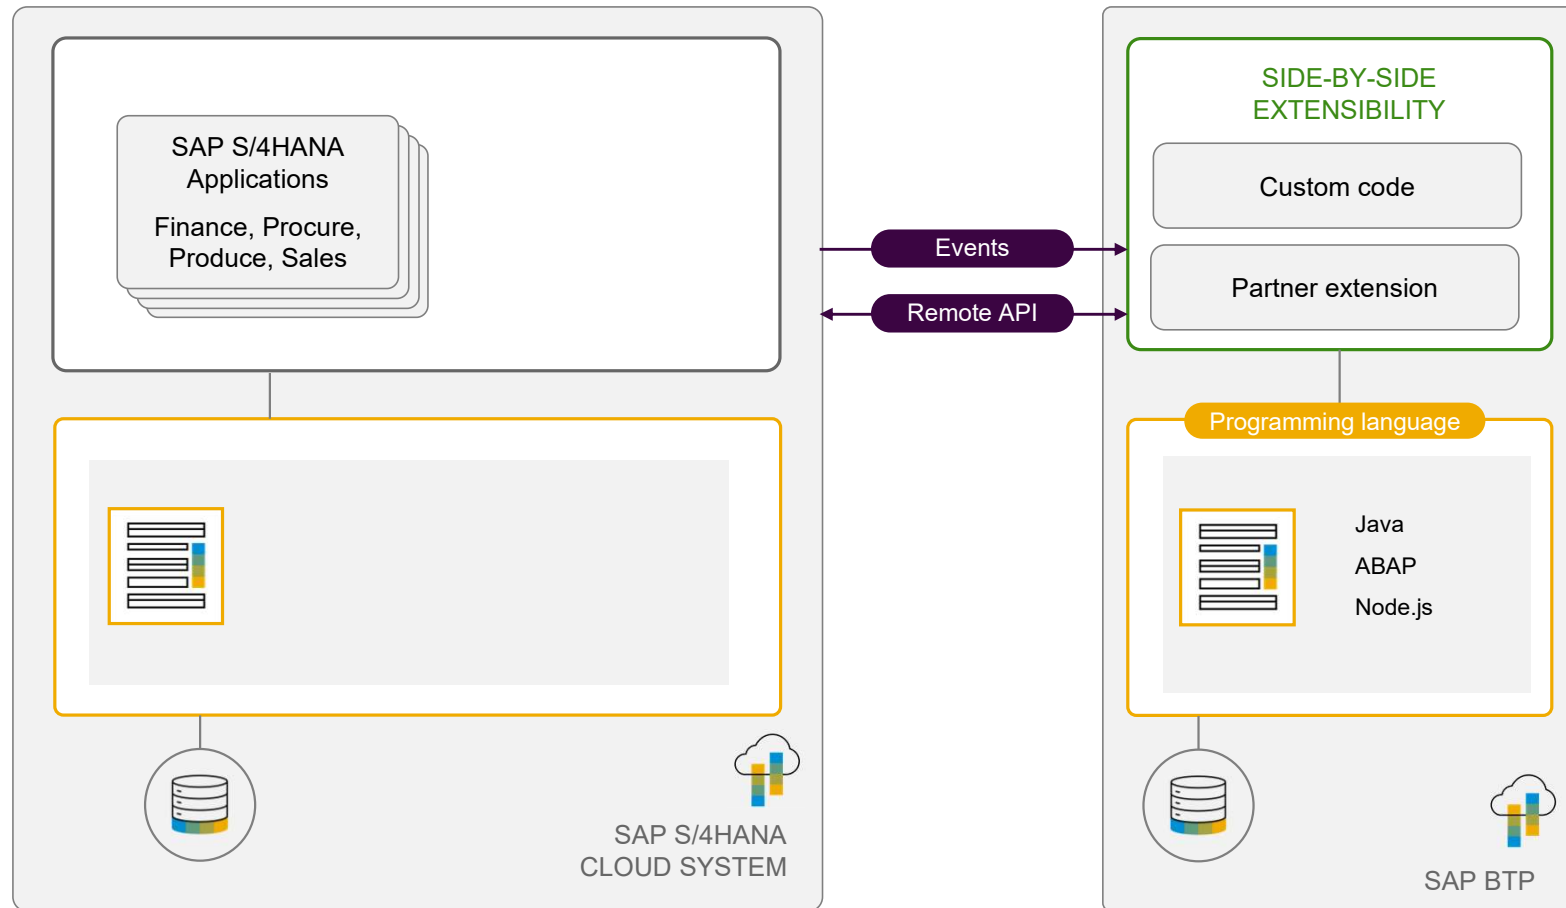 SAP S/4HANA
Applications
Finance, Procure,
Produce, Sales
SAP S/4HANA
CLOUD SYSTEM
Events
Remote API
SIDE-BY-SIDE
EXTENSIBILITY
Custom code
Partner extension
Programming language
Java
ABAP
Node.js
SAP BTP